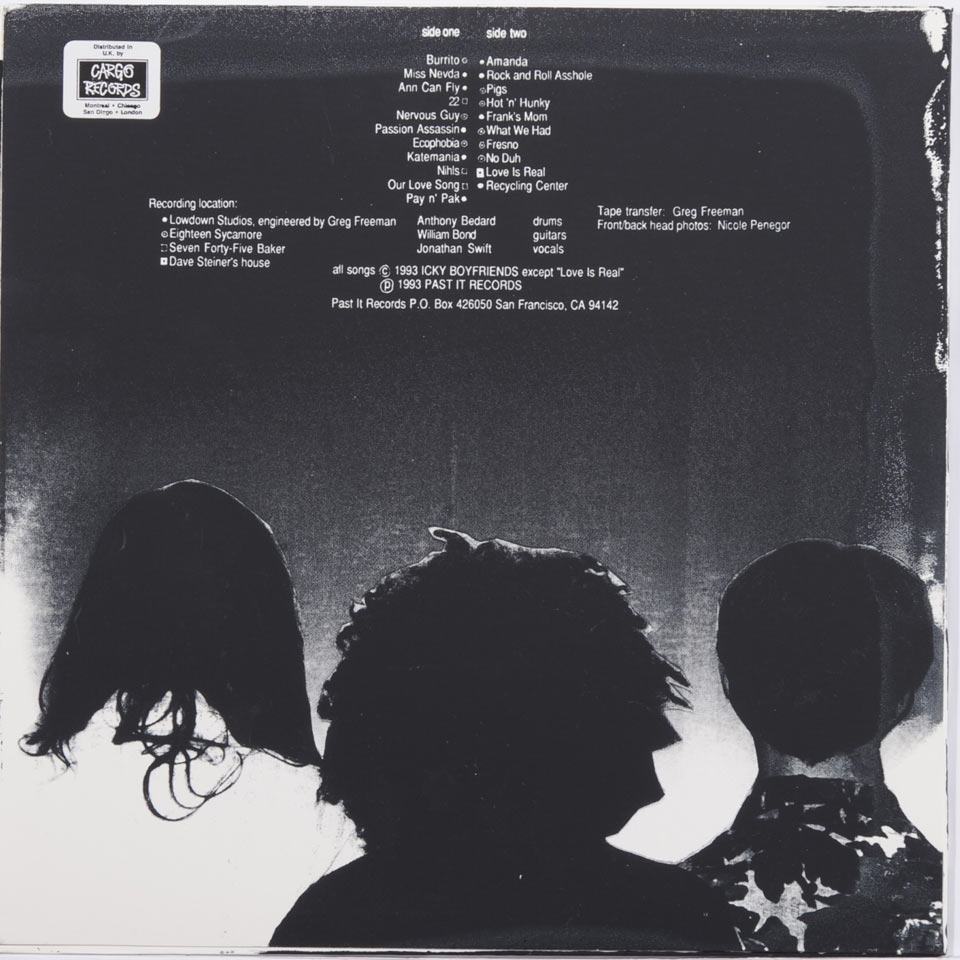 Distributed in
U.K. by
CARGO
RECORDS
Montreal • Chicago
San Diego • London
side one
Burrito
Miss Nevda
Ann Can Fly
22
Nervous Guy
Passion Assassin
Ecophobia
Katemania
Nihls
Our Love Song
Pay n' Pak
side two
Amanda
Rock and Roll Asshole
Pigs
Hot 'n' Hunky
Frank's Mom
What We Had
Fresno
No Duh
Love Is Real
Recycling Center
Recording location:
Lowdown Studios, engineered by Greg Freeman
Eighteen Sycamore
Seven Forty-Five Baker
Dave Steiner's house
Anthony Bedard drums
William Bond guitars
Jonathan Swift vocals
Tape transfer: Greg Freeman
Front/back head photos: Nicole Penegor
all songs © 1993 ICKY BOYFRIENDS except "Love Is Real"
℗ 1993 PAST IT RECORDS
Past It Records P.O. Box 426050 San Francisco, CA 94142